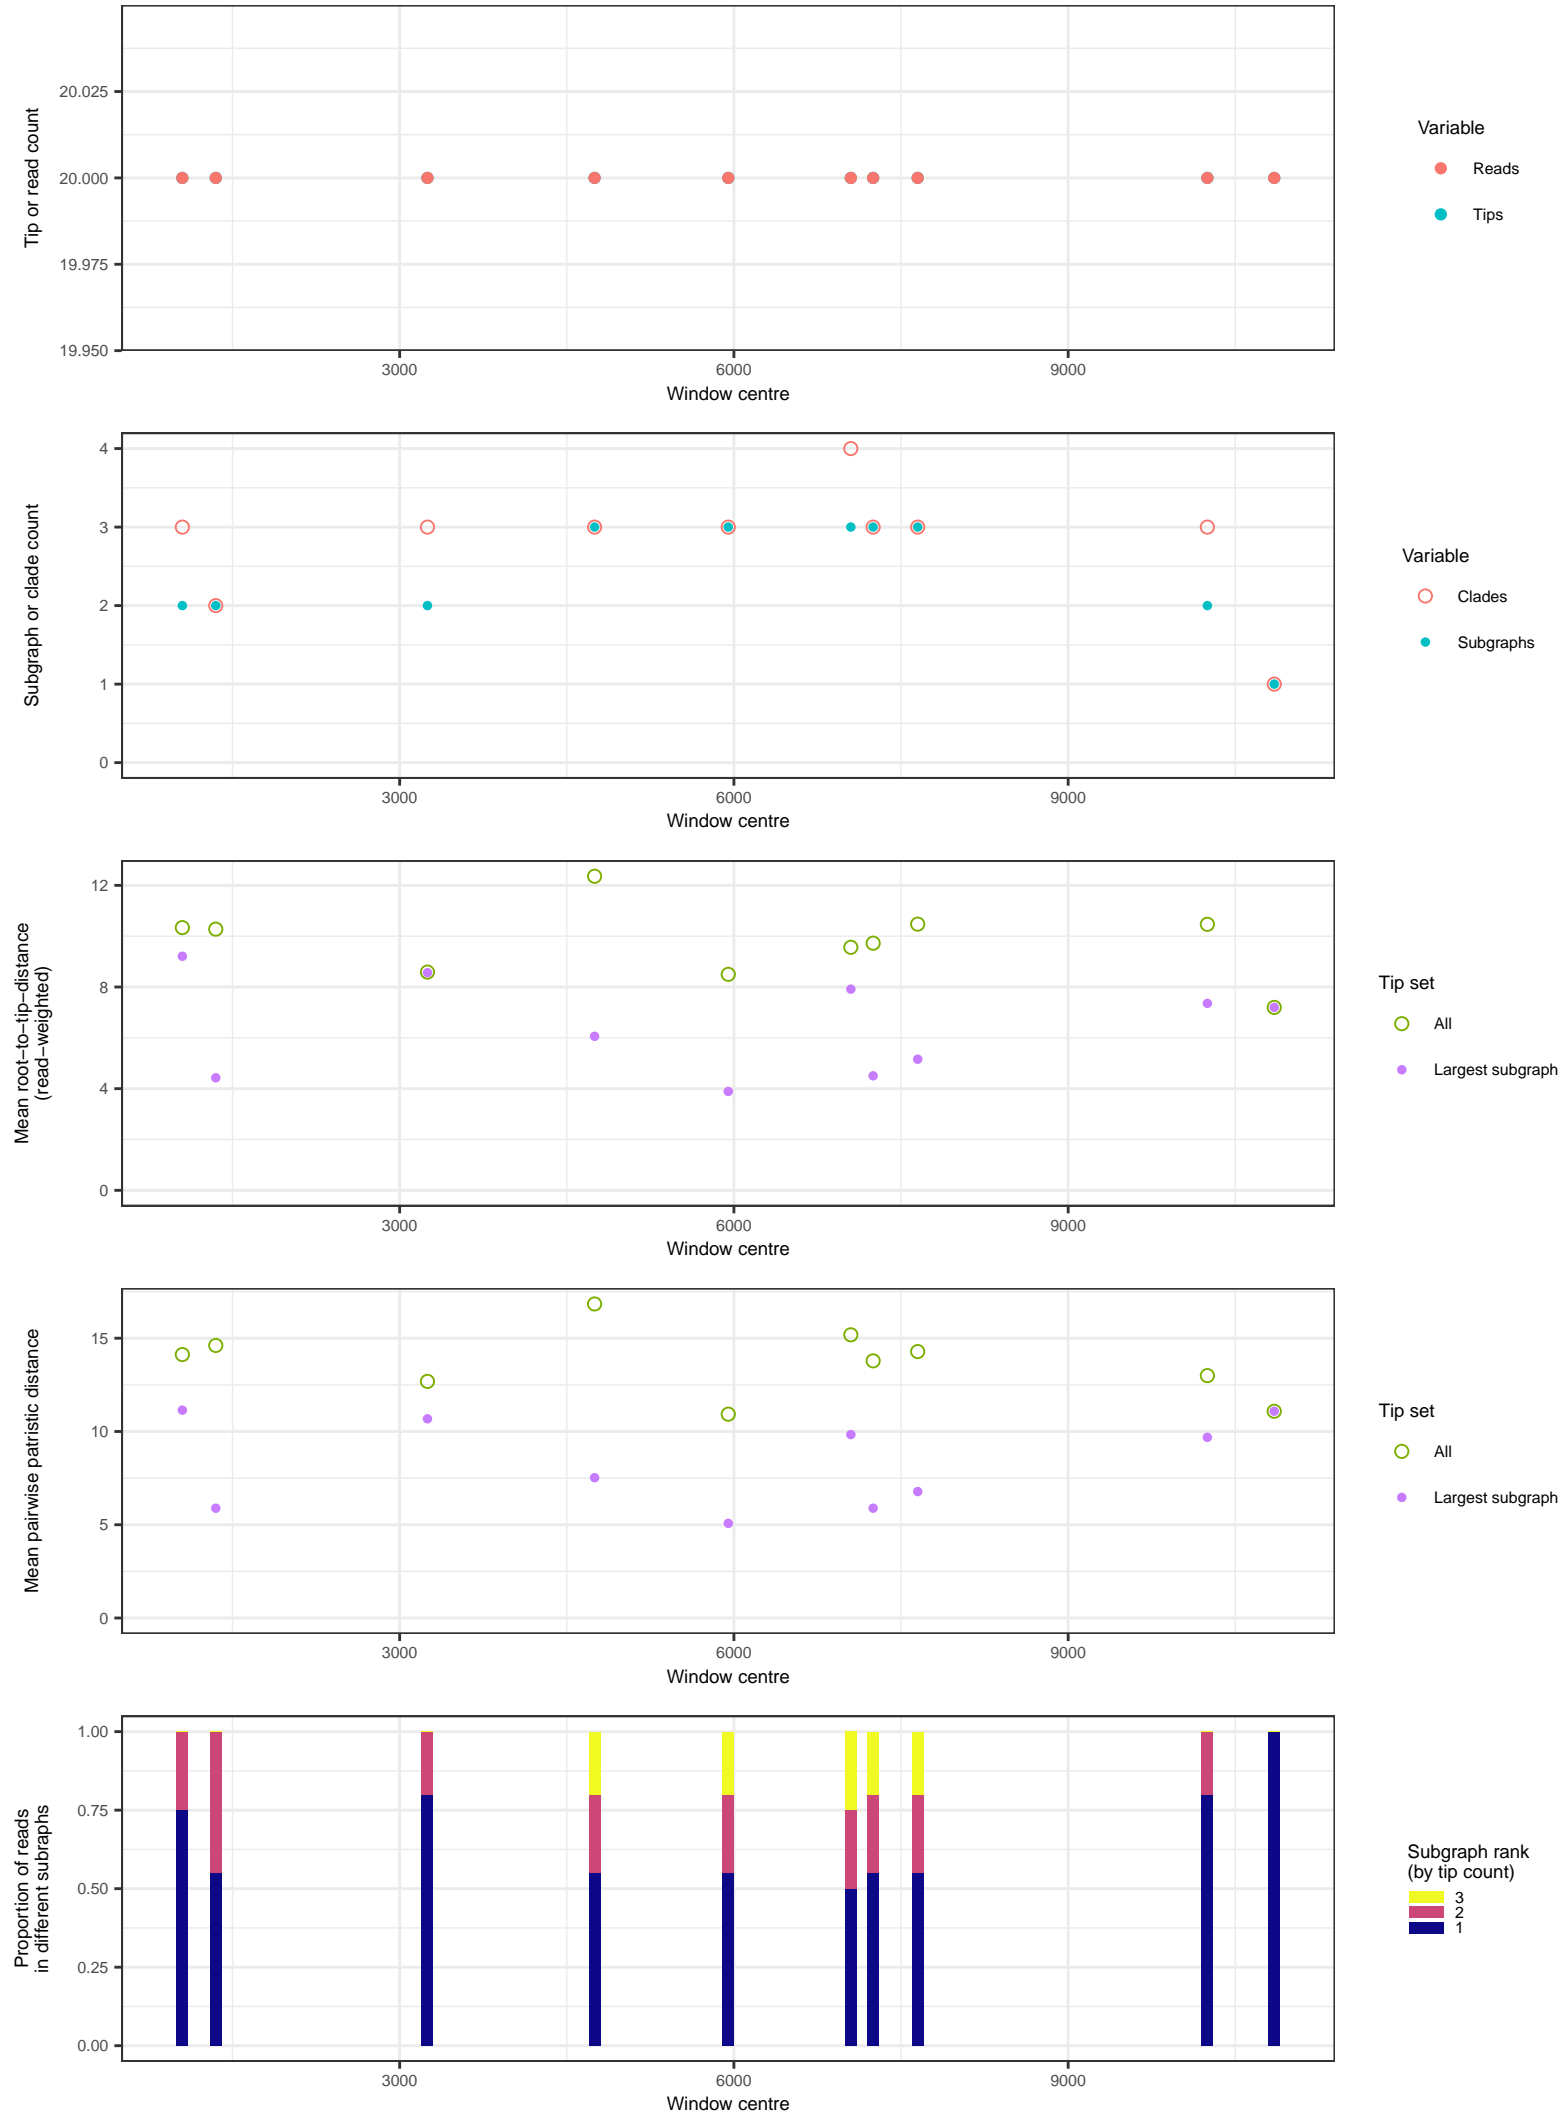 20.025
20.000
19.975
19.950
Tip or read count
3000 6000 9000
Window centre
Variable
Reads
Tips
4
3
2
1
0
Subgraph or clade count
3000 6000 9000
Window centre
Variable
Clades
Subgraphs
12
8
4
0
Mean root−to−tip−distance
(read−weighted)
3000 6000 9000
Window centre
Tip set
All
Largest subgraph
15
10
5
0
Mean pairwise patristic distance
3000 6000 9000
Window centre
Tip set
All
Largest subgraph
1.00
0.75
0.50
0.25
0.00
Proportion of reads
in different subraphs
3000 6000 9000
Window centre
Subgraph rank
(by tip count)
3
2
1